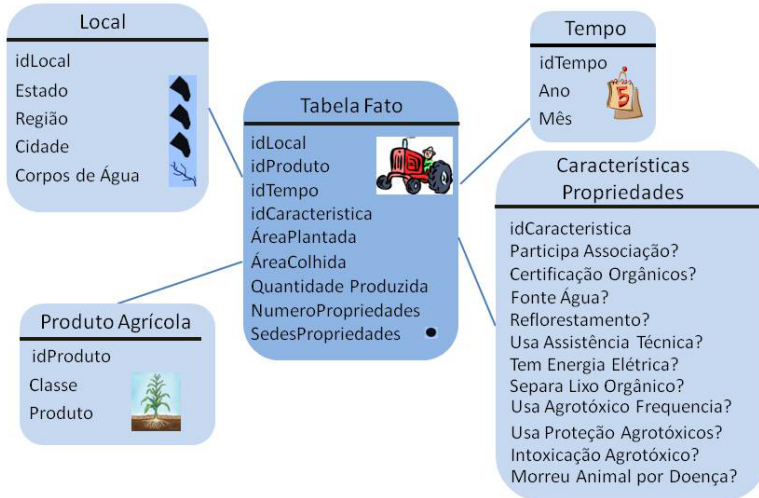 Local
idLocal
Estado
Região
Cidade
Corpos de Água
Tabela Fato
idLocal
idProduto
idTempo
idCaracteristica
ÁreaPlantada
ÁreaColhida
Quantidade Produzida
NumeroPropriedades
SedesPropriedades
Tempo
idTempo
Ano
Mês
5
Características
Propriedades
idCaracteristica
Participa Associação?
Certificação Orgânicos?
Fonte Água?
Reflorestamento?
Usa Assistência Técnica?
Tem Energia Elétrica?
Separa Lixo Orgânico?
Usa Agrotóxico Frequencia?
Usa Proteção Agrotóxicos?
Intoxicação Agrotóxico?
Morreu Animal por Doença?
Produto Agrícola
idProduto
Classe
Produto